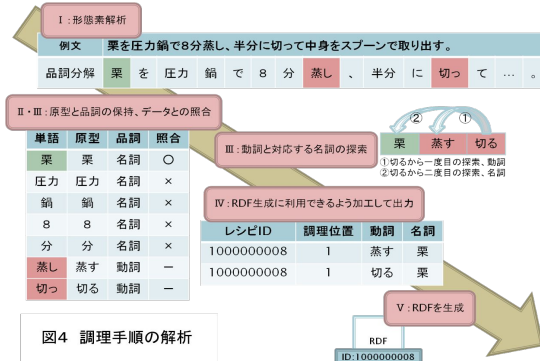 Ⅰ：形態素解析
例文 栗を圧力鍋で８分蒸し、半分に切って中身をスプーンで取り出す。
品詞分解 栗 を 圧力 鍋 で ８ 分 蒸し 、 半分 に 切っ て … 。
Ⅱ・Ⅲ：原型と品詞の保持、データとの照合
単語 原型 品詞 照合
栗 栗 名詞 ○
圧力 圧力 名詞 ×
鍋 鍋 名詞 ×
８ ８ 名詞 ×
分 分 名詞 ×
蒸し 蒸す 動詞 ー
切っ 切る 動詞 ー
Ⅲ：動詞と対応する名詞の探索
② ①
栗 蒸す 切る
①切るから一度目の探索、動詞
②切るから二度目の探索、名詞
Ⅳ：RDF生成に利用できるよう加工して出力
レシピID 調理位置 動詞 名詞
1000000008 1 蒸す 栗
1000000008 1 切る 栗
Ⅴ：RDFを生成
RDF
ID:1000000008
図4 調理手順の解析